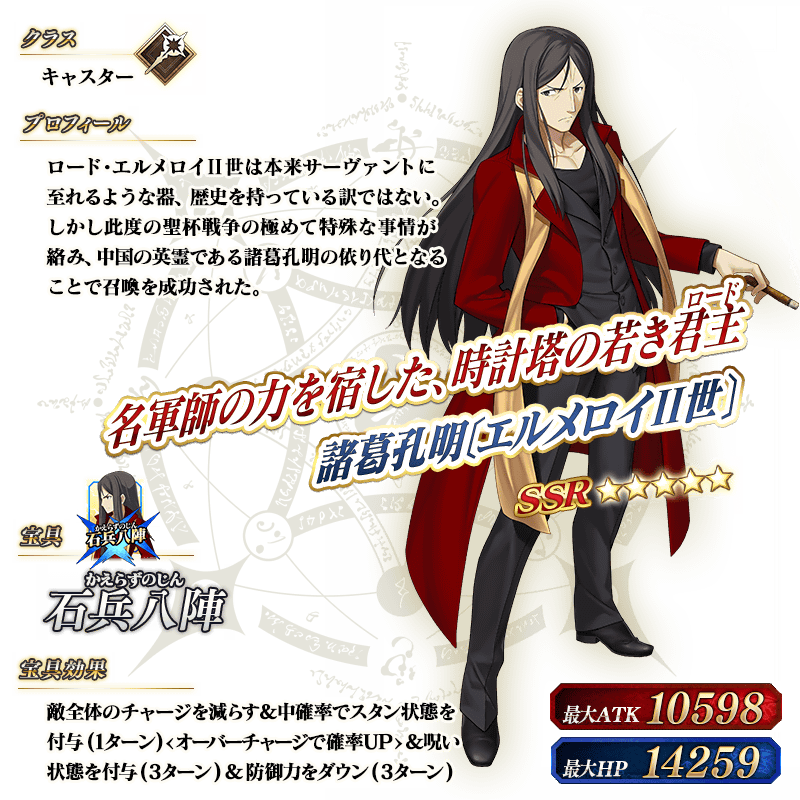 クラス
キャスター
プロフィール
ロード・エルメロイⅡ世は本来サーヴァントに
至れるような器、歴史を持っている訳ではない。
しかし此度の聖杯戦争の極めて特殊な事情が
絡み、中国の英霊である諸葛孔明の依り代となる
ことで召喚を成功された。
ロード
名軍師の力を宿した、時計塔の若き君主
諸葛孔明〔エルメロイⅡ世〕
SSR ☆☆☆☆☆
宝具
かえらずのじん
石兵八陣
かえらずのじん
石兵八陣
宝具効果
敵全体のチャージを減らす&中確率でスタン状態を
付与(1ターン)<オーバーチャージで確率UP>&呪い
状態を付与(3ターン)&防御力をダウン(3ターン)
最大ATK 10598
最大HP 14259